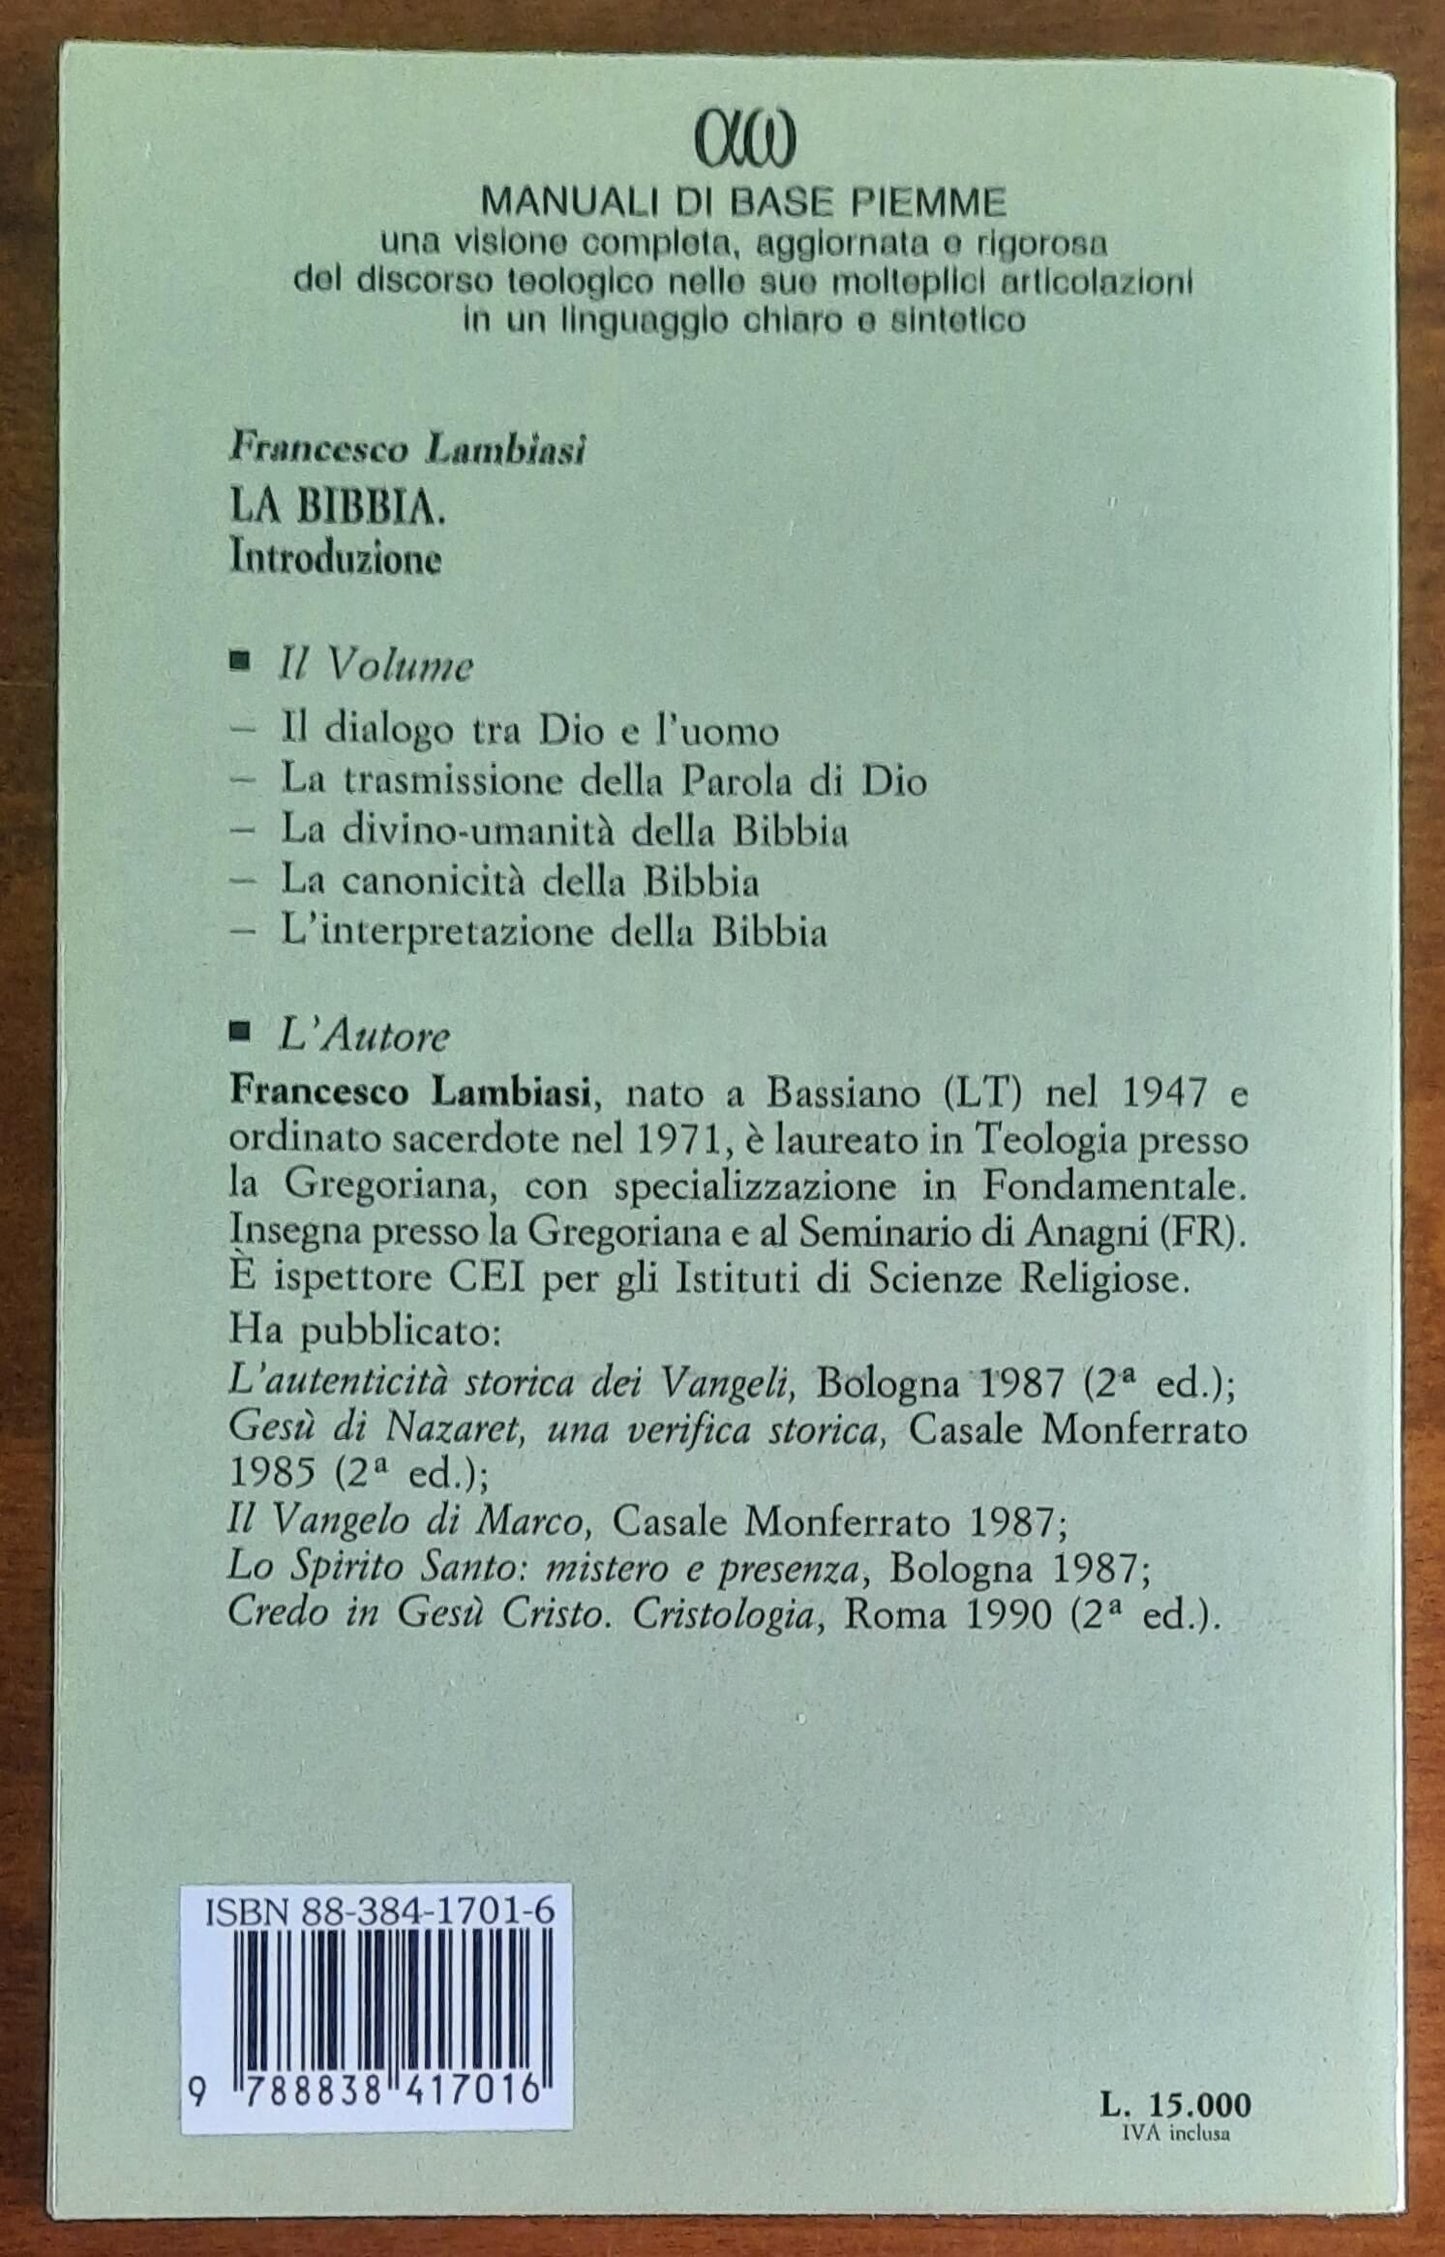 αω
MANUALI DI BASE PIEMME
una visione completa, aggiornata e rigorosa
del discorso teologico nelle sue molteplici articolazioni
in un linguaggio chiaro e sintetico
Francesco Lambiasi
LA BIBBIA.
Introduzione
■ Il Volume
– Il dialogo tra Dio e l'uomo
– La trasmissione della Parola di Dio
– La divino-umanità della Bibbia
– La canonicità della Bibbia
– L'interpretazione della Bibbia
■ L'Autore
Francesco Lambiasi, nato a Bassiano (LT) nel 1947 e
ordinato sacerdote nel 1971, è laureato in Teologia presso
la Gregoriana, con specializzazione in Fondamentale.
Insegna presso la Gregoriana e al Seminario di Anagni (FR).
È ispettore CEI per gli Istituti di Scienze Religiose.
Ha pubblicato:
L'autenticità storica dei Vangeli, Bologna 1987 (2ª ed.);
Gesù di Nazaret, una verifica storica, Casale Monferrato
1985 (2ª ed.);
Il Vangelo di Marco, Casale Monferrato 1987;
Lo Spirito Santo: mistero e presenza, Bologna 1987;
Credo in Gesù Cristo. Cristologia, Roma 1990 (2ª ed.).
ISBN 88-384-1701-6
9 788838 417016
L. 15.000
IVA inclusa